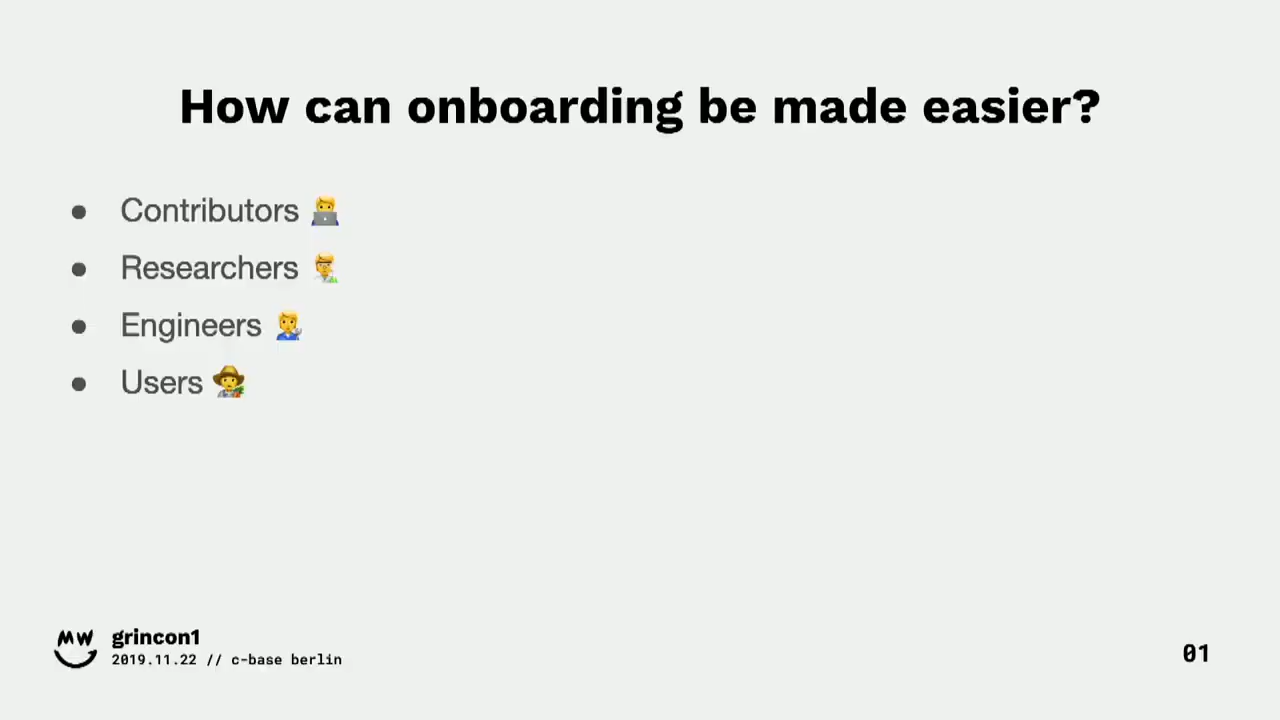 How can onboarding be made easier?
● Contributors 🧑‍💻
● Researchers 🧑‍🔬
● Engineers 🧑‍🔧
● Users 🧑‍🌾
MW
grincon1
2019.11.22 // c-base berlin
01